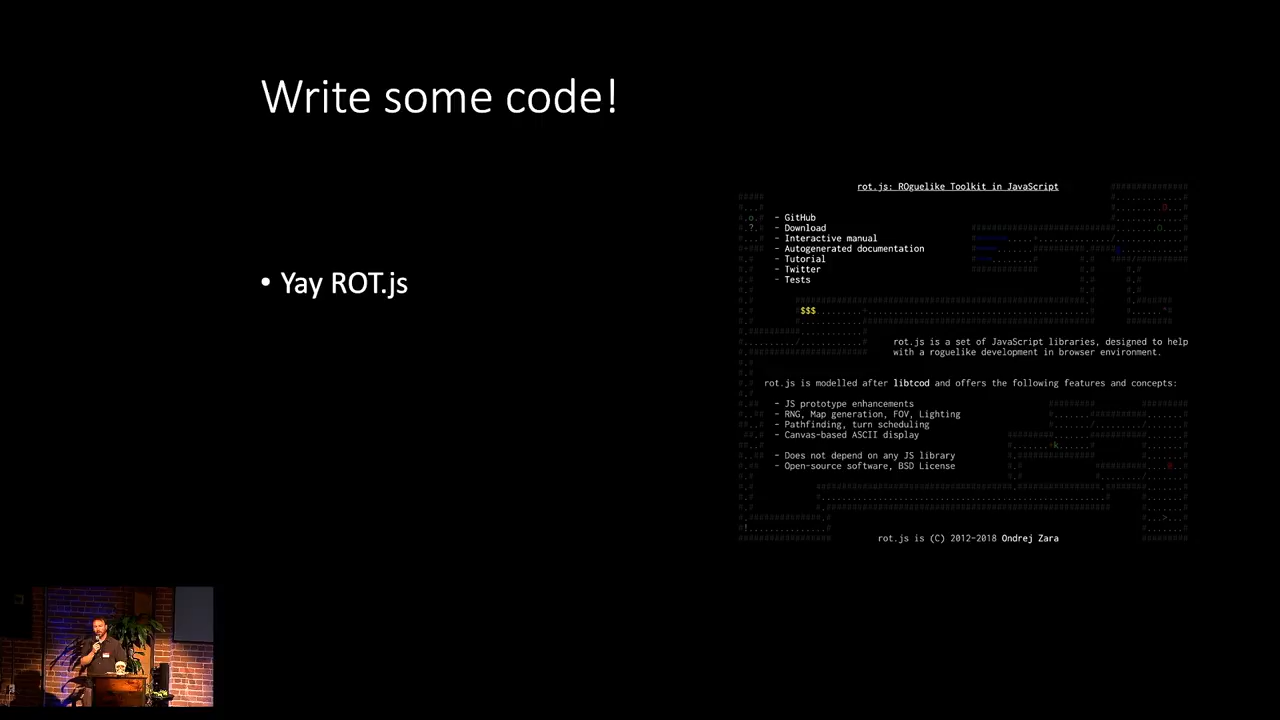 Write some code!
• Yay ROT.js
rot.js: ROguelike Toolkit in JavaScript
- GitHub
- Download
- Interactive manual
- Autogenerated documentation
- Tutorial
- Twitter
- Tests
$$$
rot.js is a set of JavaScript libraries, designed to help
with a roguelike development in browser environment.
rot.js is modelled after libtcod and offers the following features and concepts:
- JS prototype enhancements
- RNG, Map generation, FOV, Lighting
- Pathfinding, turn scheduling
- Canvas-based ASCII display
- Does not depend on any JS library
- Open-source software, BSD License
rot.js is (C) 2012-2018 Ondrej Zara